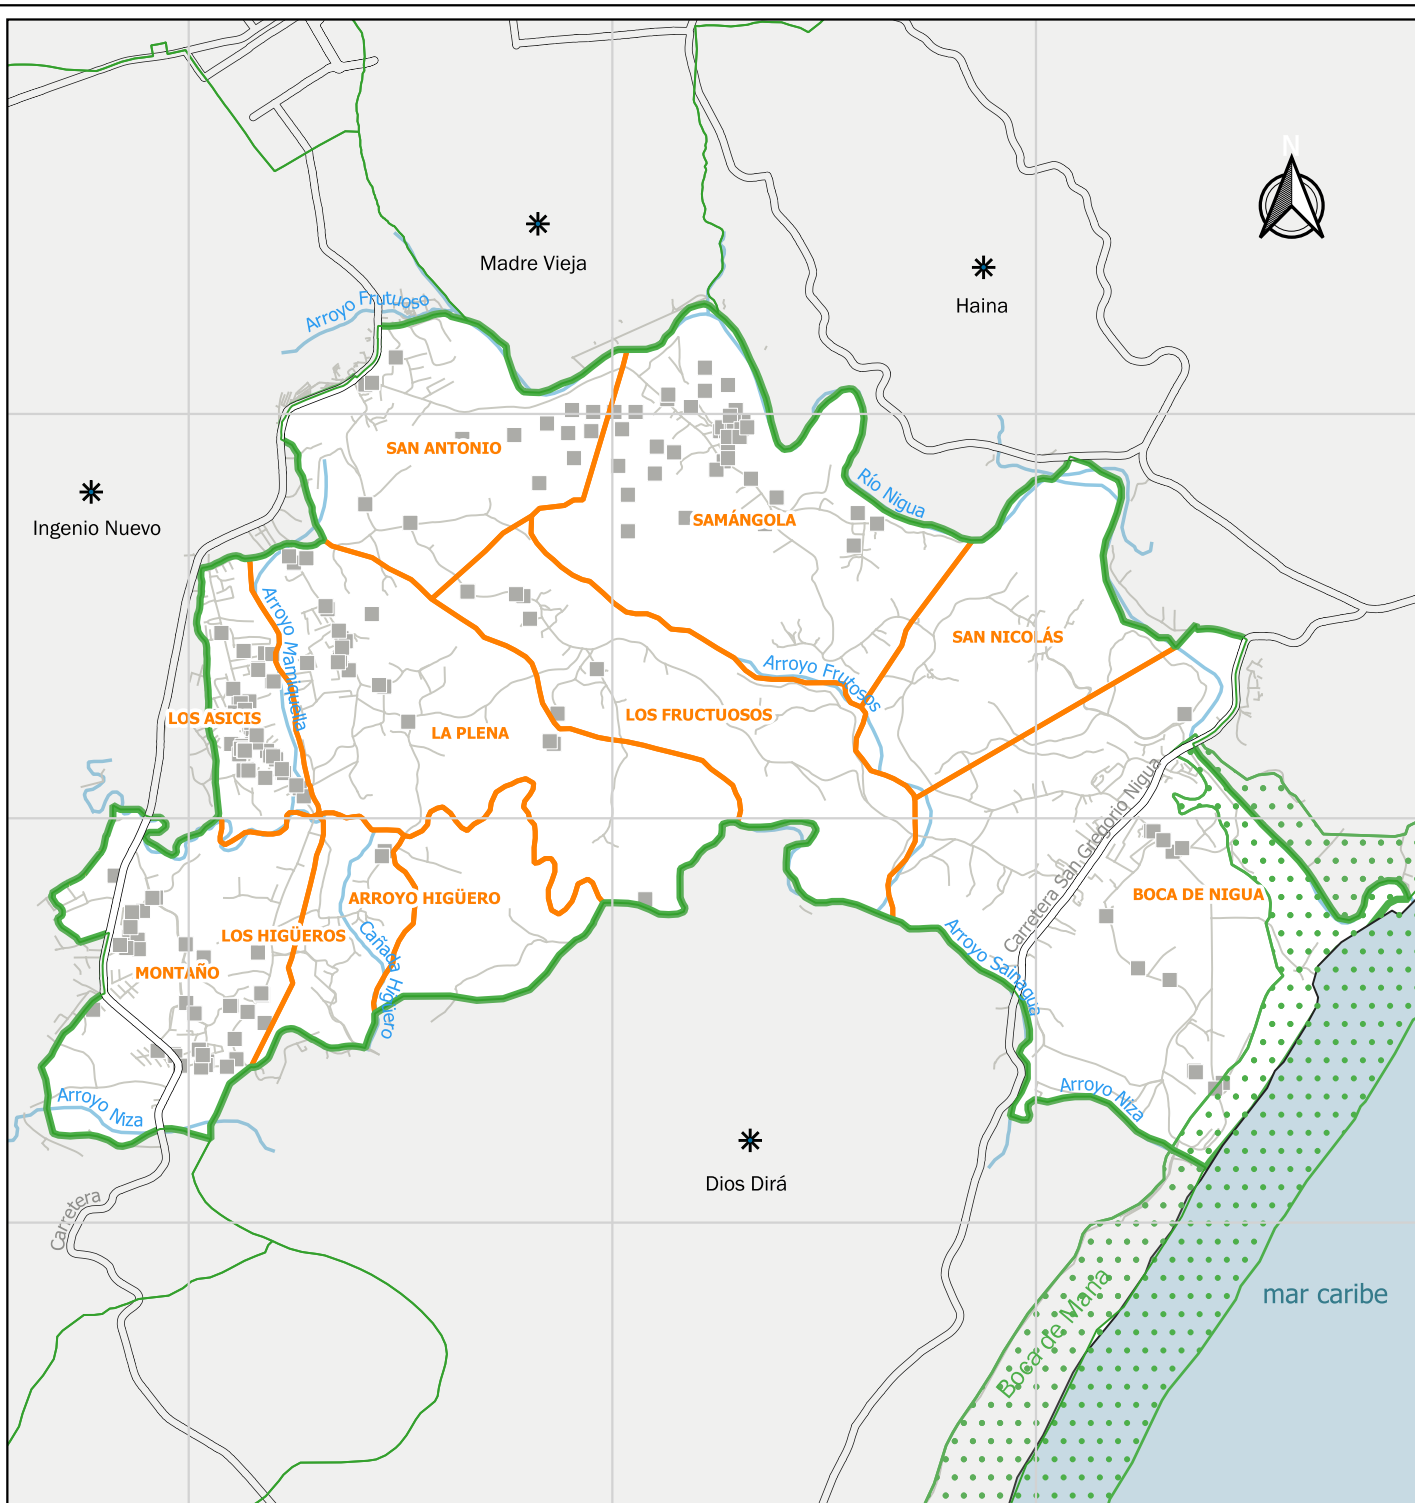 N
Madre Vieja
Haina
Arroyo Frutuoso
SAN ANTONIO
Río Nigua
Ingenio Nuevo
SAMÁNGOLA
Arroyo Mamiquella
SAN NICOLÁS
Arroyo Frutosos
LOS ASICIS
LA PLENA
LOS FRUCTUOSOS
Carretera San Gregorio Nigua
ARROYO HIGÜERO
BOCA DE NIGUA
LOS HIGÜEROS
Cañada Higüero
Arroyo Sainagua
MONTAÑO
Arroyo Niza
Arroyo Niza
Dios Dirá
Carretera
mar caribe
Boca de Mana